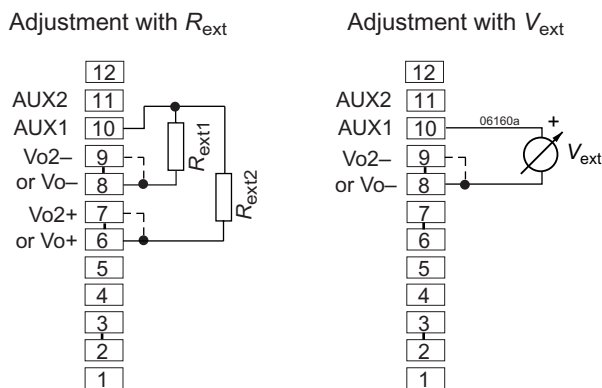 Adjustment with Rext
Adjustment with Vext
12
AUX2 11
AUX1 10
Vo2– 9
or Vo– 8
Vo2+ 7
or Vo+ 6
5
4
3
2
1
Rext1
Rext2
12
AUX2 11
AUX1 10
06160a
+
Vo2– 9
Vext
or Vo– 8
7
6
5
4
3
2
1